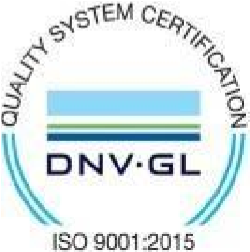 QUALITY SYSTEM CERTIFICATION
DNV·GL
ISO 9001:2015